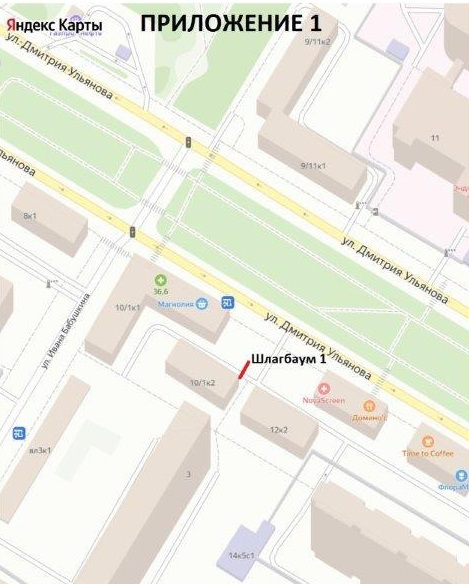 ПРИЛОЖЕНИЕ 1
Яндекс Карты
ул. Дмитрия Ульянова
9/11к2
11
9/11к1
8к1
ул. Дмитрия Ульянова
36,6
Магнолия
10/1к1
ул. Ивана Бабушкина
ул. Дмитрия Ульянова
Шлагбаум 1
10/1к2
NovaScreen
12к2
Time to Coffee
вл3к1
3
14к5с1